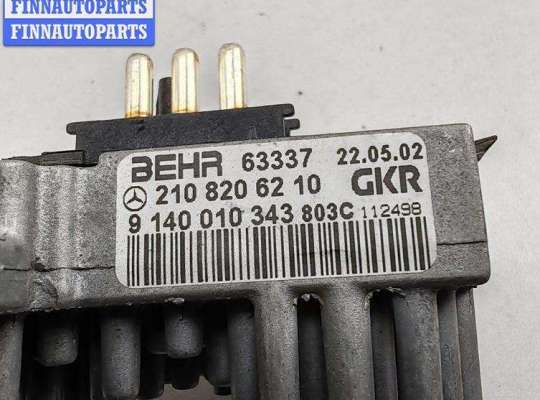 FINNAUTOPARTS
FINNAUTOPARTS
BEHR 63337 22.05.02
210 820 62 10 GKR
9 140 010 343 803C 112498